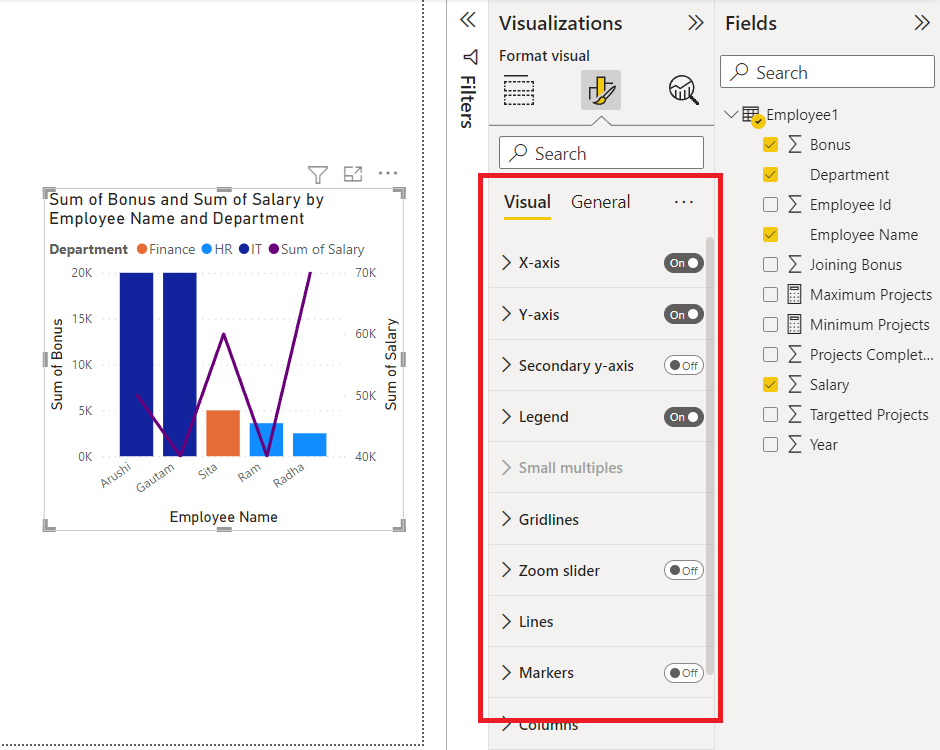 Sum of Bonus and Sum of Salary by
Employee Name and Department
Department Finance HR IT Sum of Salary
20K
15K
10K
5K
0K
Sum of Bonus
70K
60K
50K
40K
Sum of Salary
Arushi
Gautam
Sita
Ram
Radha
Employee Name
Filters
Visualizations
Format visual
Search
Visual General
X-axis On
Y-axis On
Secondary y-axis Off
Legend On
Small multiples
Gridlines
Zoom slider Off
Lines
Markers Off
Columns
Fields
Search
Employee1
Bonus
Department
Employee Id
Employee Name
Joining Bonus
Maximum Projects
Minimum Projects
Projects Complet...
Salary
Targetted Projects
Year